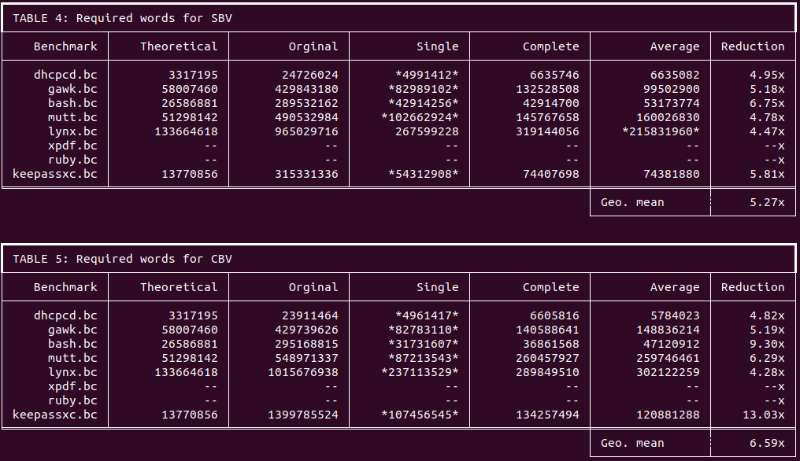 TABLE 4: Required words for SBV
Benchmark Theoretical Orginal Single Complete Average Reduction
dhcpcd.bc 3317195 24726024 *4991412* 6635746 6635082 4.95x
gawk.bc 58007460 429843180 *82989102* 132528508 99502900 5.18x
bash.bc 26586881 289532162 *42914256* 42914700 53173774 6.75x
mutt.bc 51298142 490532984 *102662924* 145767658 160026830 4.78x
lynx.bc 133664618 965029716 267599228 319144056 *215831960* 4.47x
xpdf.bc -- -- -- -- -- --x
ruby.bc -- -- -- -- -- --x
keepassxc.bc 13770856 315331336 *54312908* 74407698 74381880 5.81x
Geo. mean 5.27x
TABLE 5: Required words for CBV
Benchmark Theoretical Orginal Single Complete Average Reduction
dhcpcd.bc 3317195 23911464 *4961417* 6605816 5784023 4.82x
gawk.bc 58007460 429739626 *82783110* 140588641 148836214 5.19x
bash.bc 26586881 295168815 *31731607* 36861568 47120912 9.30x
mutt.bc 51298142 548971337 *87213543* 260457927 259746461 6.29x
lynx.bc 133664618 1015676938 *237113529* 289849510 302122259 4.28x
xpdf.bc -- -- -- -- -- --x
ruby.bc -- -- -- -- -- --x
keepassxc.bc 13770856 1399785524 *107456545* 134257494 120881288 13.03x
Geo. mean 6.59x